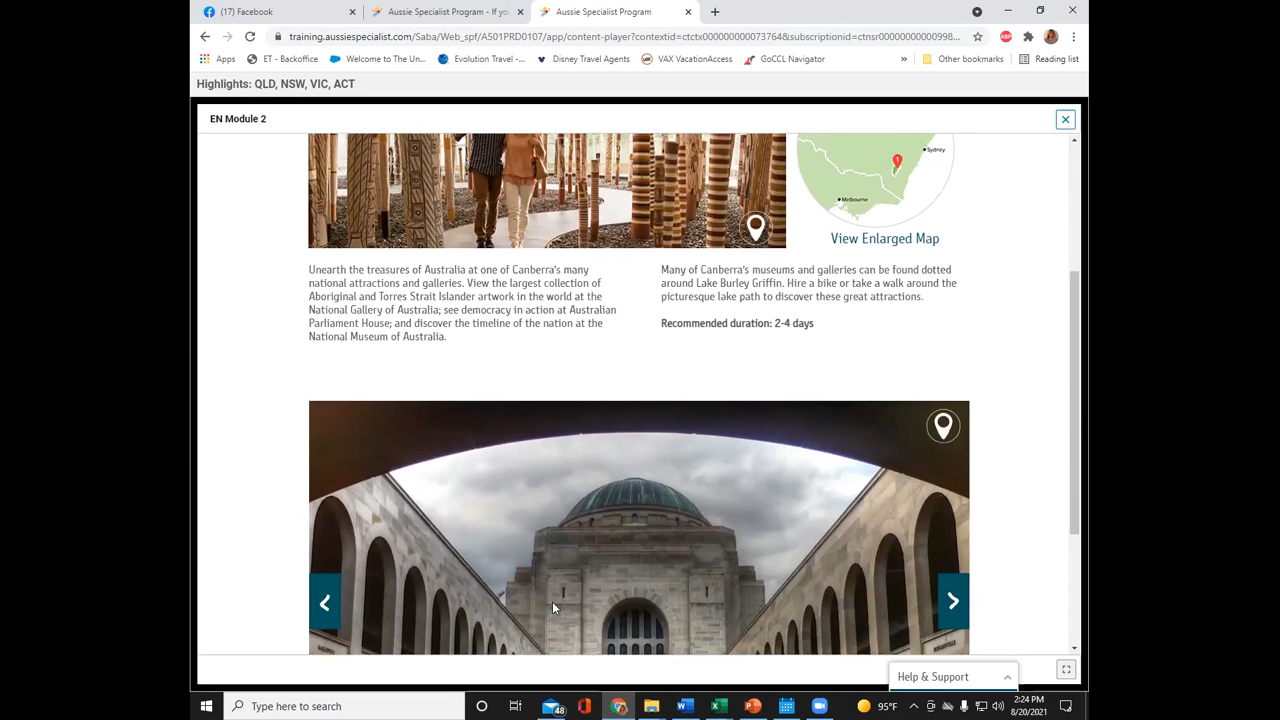 (17) Facebook
Aussie Specialist Program - If yo
Aussie Specialist Program
training.aussiespecialist.com/Saba/Web_spf/A501PRD0107/app/content-player?contextid=ctctx000000000073764&subscriptionid=ctnsr00000000000998...
Apps
ET - Backoffice
Welcome to The Un...
Evolution Travel -...
Disney Travel Agents
VAX VacationAccess
GoCCL Navigator
»
Other bookmarks
Reading list
Highlights: QLD, NSW, VIC, ACT
EN Module 2
Sydney
1
Melbourne
View Enlarged Map
Unearth the treasures of Australia at one of Canberra's many
national attractions and galleries. View the largest collection of
Aboriginal and Torres Strait Islander artwork in the world at the
National Gallery of Australia; see democracy in action at Australian
Parliament House; and discover the timeline of the nation at the
National Museum of Australia.
Many of Canberra's museums and galleries can be found dotted
around Lake Burley Griffin. Hire a bike or take a walk around the
picturesque lake path to discover these great attractions.
Recommended duration: 2-4 days
Help & Support
Type here to search
48
95°F
2:24 PM
8/20/2021